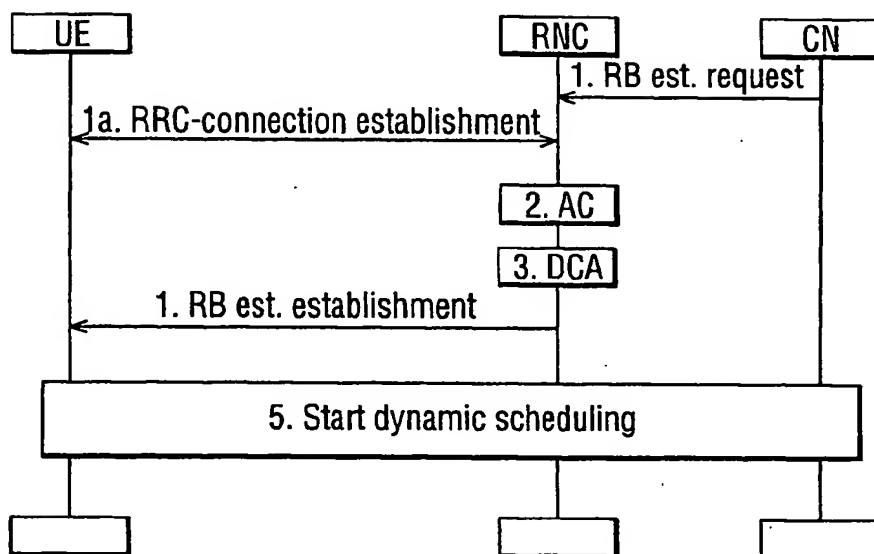 UE
RNC
CN
1. RB est. request
1a. RRC-connection establishment
2. AC
3. DCA
1. RB est. establishment
5. Start dynamic scheduling